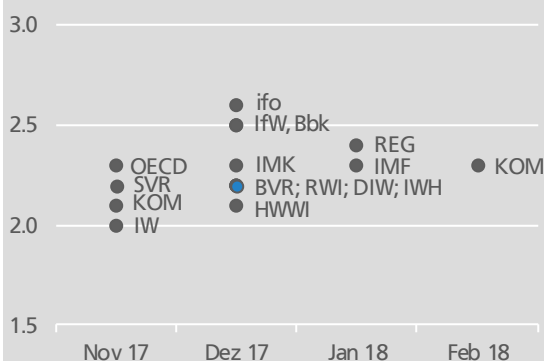 3.0
ifo
2.5
IfW, Bbk
REG
OECD
IMK
IMF
KOM
SVR
BVR; RWI; DIW; IWH
KOM
HWWI
2.0
IW
1.5
Nov 17
Dez 17
Jan 18
Feb 18